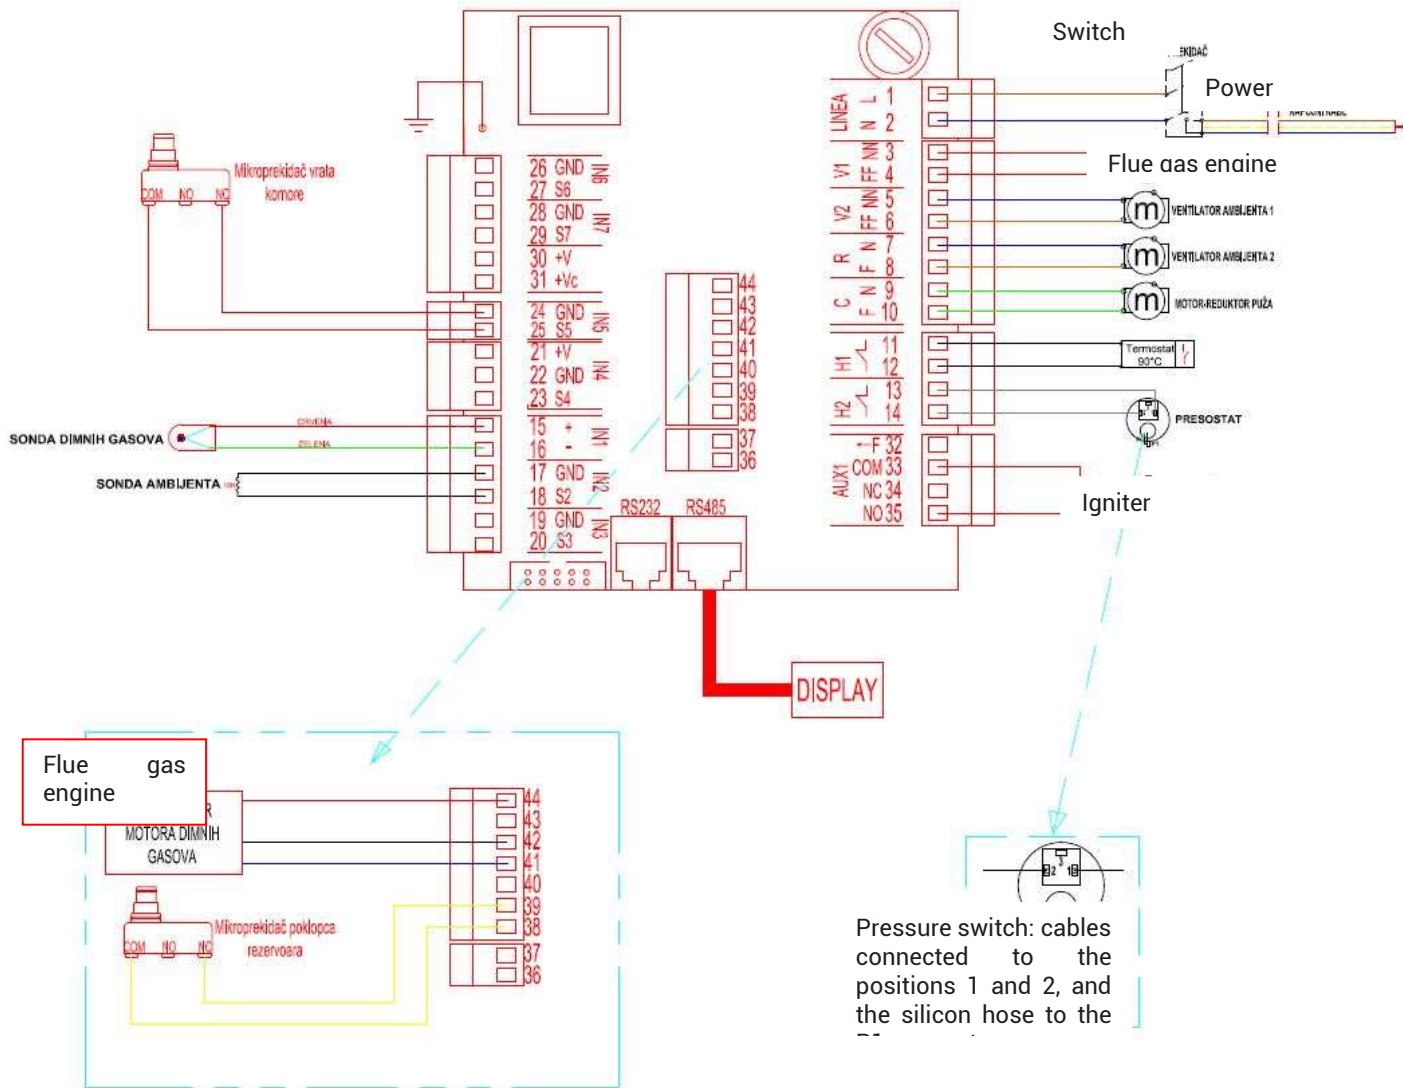 Switch
Power
LINEA
L 1
N 2
V1
NN 3
FF 4
Flue gas engine
V2
NN 5
FF 6
VENTILATOR AMBIJENTA 1
R
N 7
F 8
VENTILATOR AMBIJENTA 2
C
N 9
F 10
MOTOR-REDUKTOR PUŽA
m
m
m
H1
11
12
Termostat
90°C
H2
13
14
PRESOSTAT
AUX1
F 32
COM 33
NC 34
NO 35
Igniter
Mikroprekidač vrata
komore
COM NO NC
26 GND
27 S6
IN6
28 GND
29 S7
IN7
30 +V
31 +Vc
24 GND
25 S5
IN5
21 +V
22 GND
23 S4
IN4
15 +
16 -
IN1
17 GND
18 S2
IN2
19 GND
20 S3
IN3
SONDA DIMNIH GASOVA
CRVENA
ZELENA
SONDA AMBIJENTA
44
43
42
41
40
39
38
37
36
RS232
RS485
DISPLAY
Flue gas
engine
MOTORA DIMNIH
GASOVA
44
43
42
41
40
39
38
37
36
Mikroprekidač poklopca
rezervoara
COM NO NC
3
2 1
Pressure switch: cables
connected to the
positions 1 and 2, and
the silicon hose to the